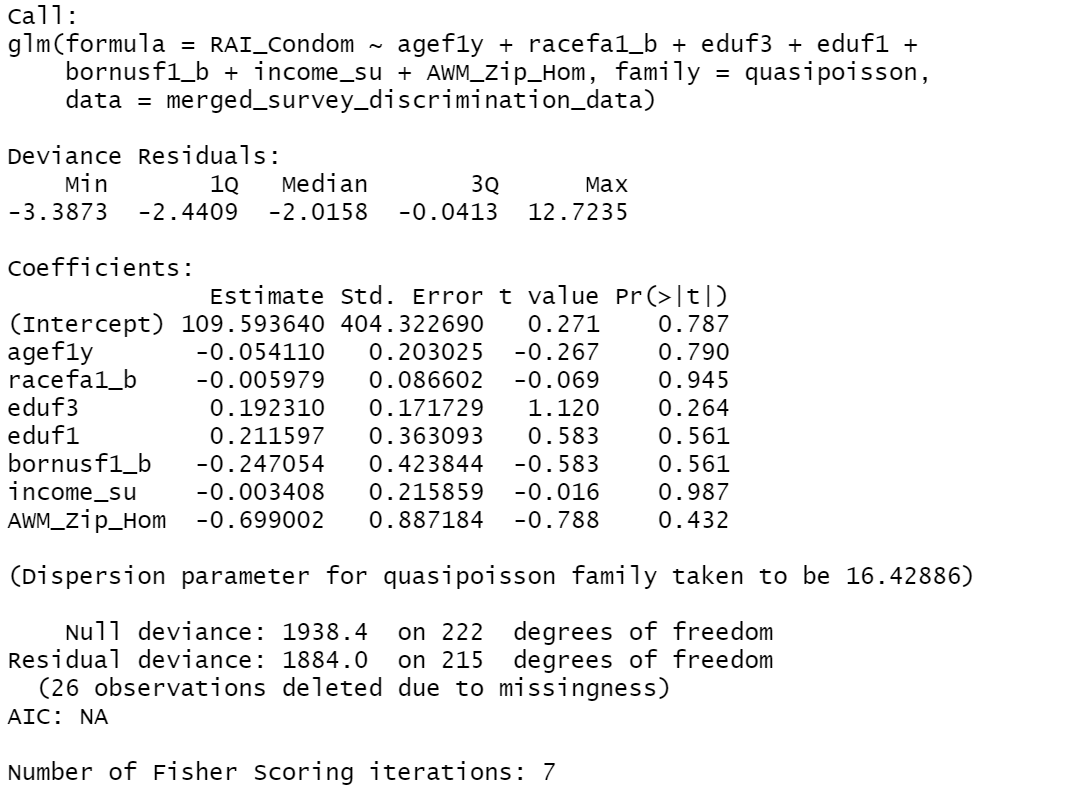 Call:
glm(formula = RAI_Condom ~ agef1y + racefa1_b + eduf3 + eduf1 +
    bornusf1_b + income_su + AWM_Zip_Hom, family = quasipoisson,
    data = merged_survey_discrimination_data)

Deviance Residuals:
    Min       1Q   Median       3Q      Max
-3.3873  -2.4409  -2.0158  -0.0413  12.7235

Coefficients:
              Estimate Std. Error t value Pr(>|t|)
(Intercept) 109.593640 404.322690   0.271    0.787
agef1y       -0.054110   0.203025  -0.267    0.790
racefa1_b    -0.005979   0.086602  -0.069    0.945
eduf3         0.192310   0.171729   1.120    0.264
eduf1         0.211597   0.363093   0.583    0.561
bornusf1_b   -0.247054   0.423844  -0.583    0.561
income_su    -0.003408   0.215859  -0.016    0.987
AWM_Zip_Hom  -0.699002   0.887184  -0.788    0.432

(Dispersion parameter for quasipoisson family taken to be 16.42886)

    Null deviance: 1938.4  on 222  degrees of freedom
Residual deviance: 1884.0  on 215  degrees of freedom
  (26 observations deleted due to missingness)
AIC: NA

Number of Fisher Scoring iterations: 7